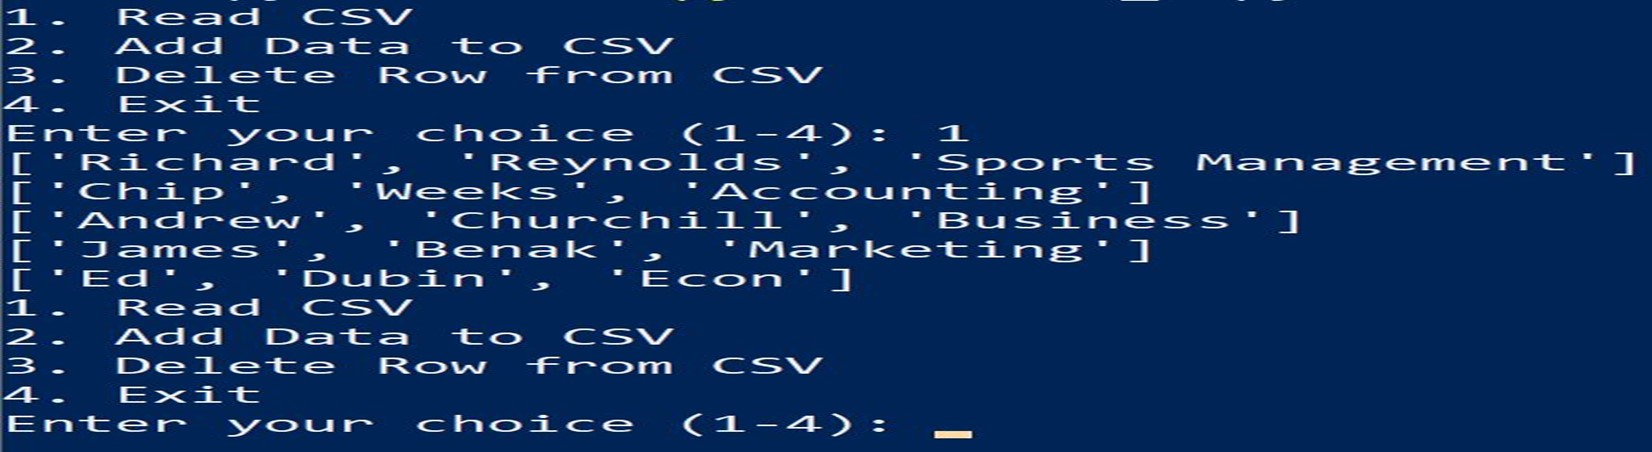 1. Read CSV
2. Add Data to CSV
3. Delete Row from CSV
4. Exit
Enter your choice (1-4): 1
['Richard', 'Reynolds', 'Sports Management']
['Chip', 'Weeks', 'Accounting']
['Andrew', 'Churchill', 'Business']
['James', 'Benak', 'Marketing']
['Ed', 'Dubin', 'Econ']
1. Read CSV
2. Add Data to CSV
3. Delete Row from CSV
4. Exit
Enter your choice (1-4):